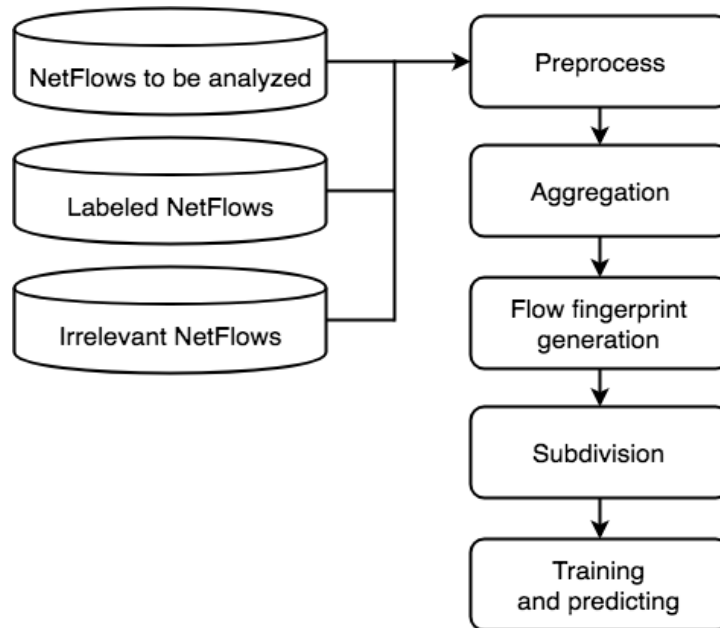 NetFlows to be analyzed
Labeled NetFlows
Irrelevant NetFlows
Preprocess
Aggregation
Flow fingerprint
generation
Subdivision
Training
and predicting